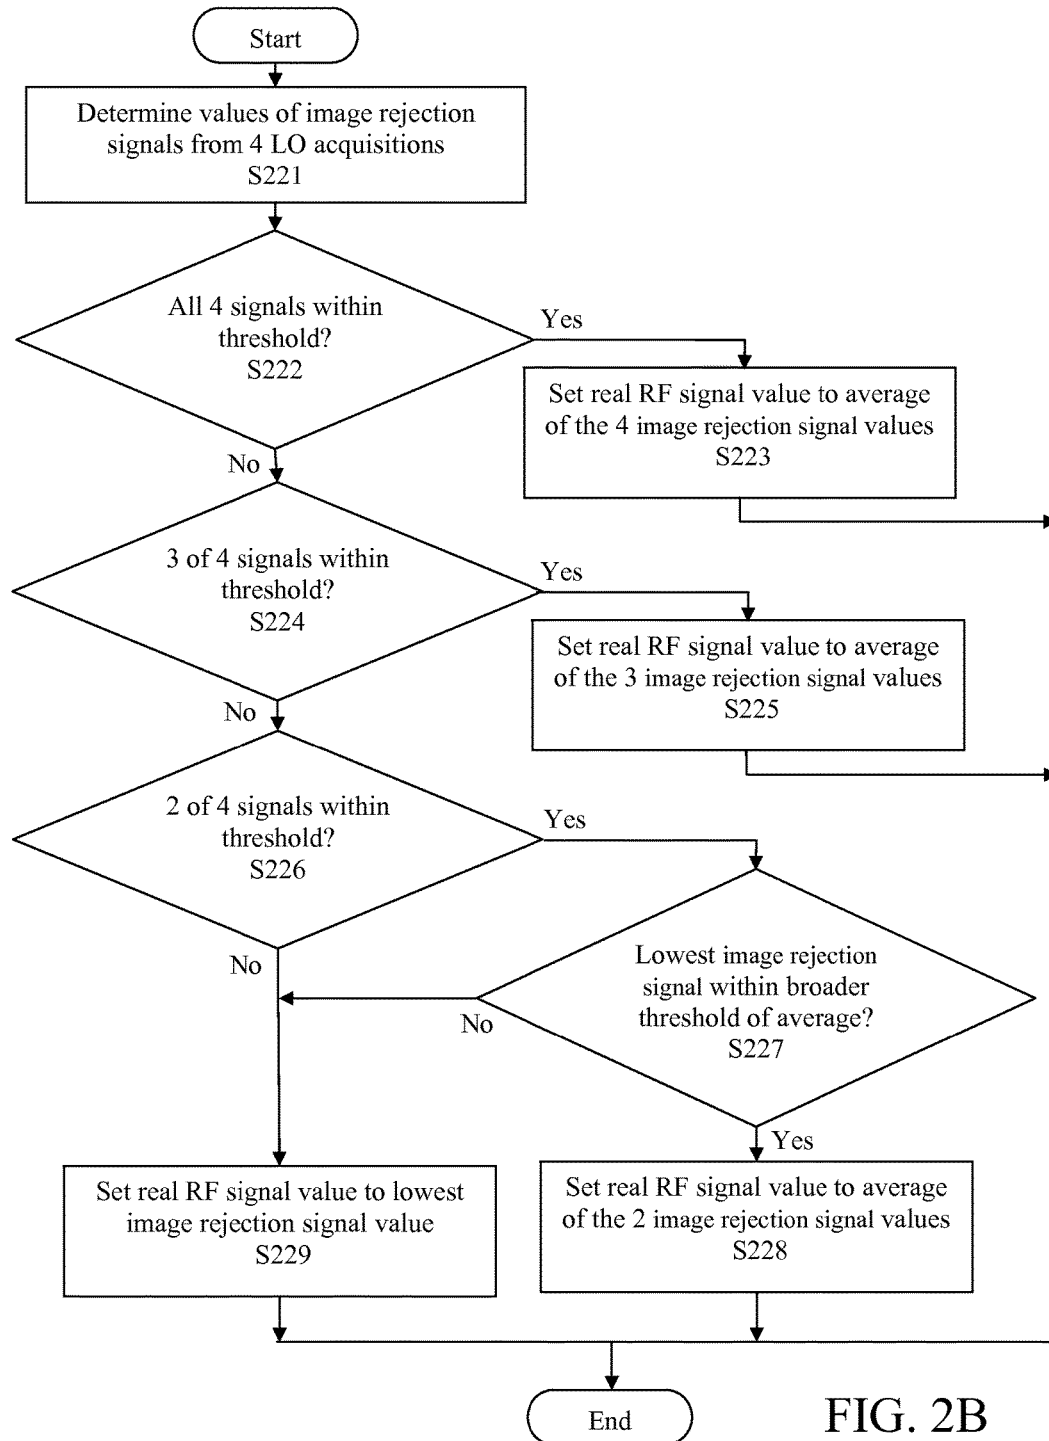 Start
Determine values of image rejection
signals from 4 LO acquisitions
S221
All 4 signals within
threshold?
S222
Yes
Set real RF signal value to average
of the 4 image rejection signal values
S223
No
3 of 4 signals within
threshold?
S224
Yes
Set real RF signal value to average
of the 3 image rejection signal values
S225
No
2 of 4 signals within
threshold?
S226
Yes
No
Lowest image rejection
signal within broader
threshold of average?
S227
No
Yes
Set real RF signal value to lowest
image rejection signal value
S229
Set real RF signal value to average
of the 2 image rejection signal values
S228
End
FIG. 2B